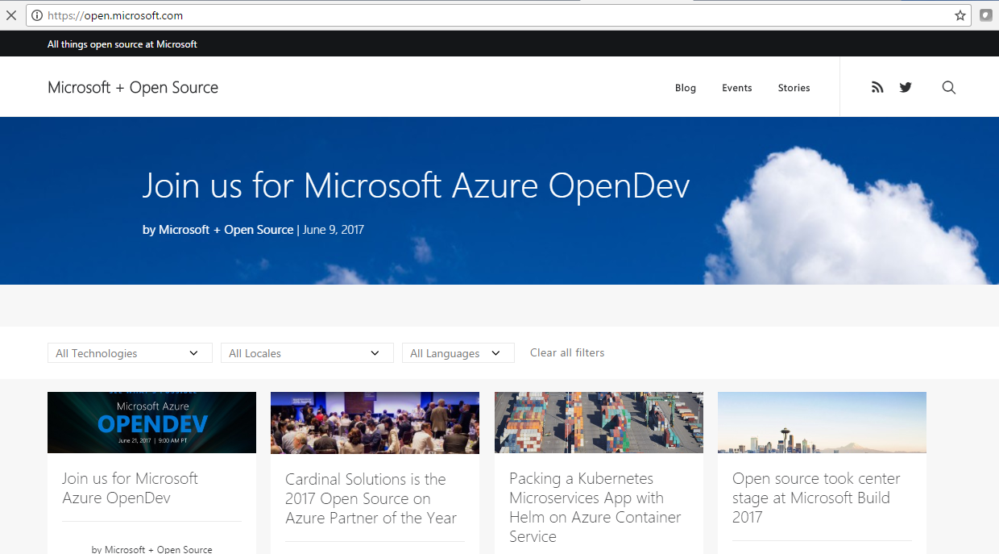 https://open.microsoft.com
All things open source at Microsoft
Microsoft + Open Source
Blog
Events
Stories
Join us for Microsoft Azure OpenDev
by Microsoft + Open Source | June 9, 2017
All Technologies
All Locales
All Languages
Clear all filters
SEE WHAT'S POSSIBLE
Microsoft Azure
OPENDEV
June 21, 2017 | 9:00 AM PT
Join us for Microsoft
Azure OpenDev
by Microsoft + Open Source
Cardinal Solutions is the
2017 Open Source on
Azure Partner of the Year
Packing a Kubernetes
Microservices App with
Helm on Azure Container
Service
Open source took center
stage at Microsoft Build
2017